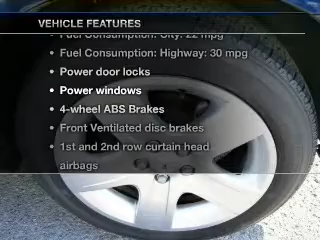 VEHICLE FEATURES
• Fuel Consumption: City: 22 mpg
• Fuel Consumption: Highway: 30 mpg
• Power door locks
• Power windows
• 4-wheel ABS Brakes
• Front Ventilated disc brakes
• 1st and 2nd row curtain head
airbags